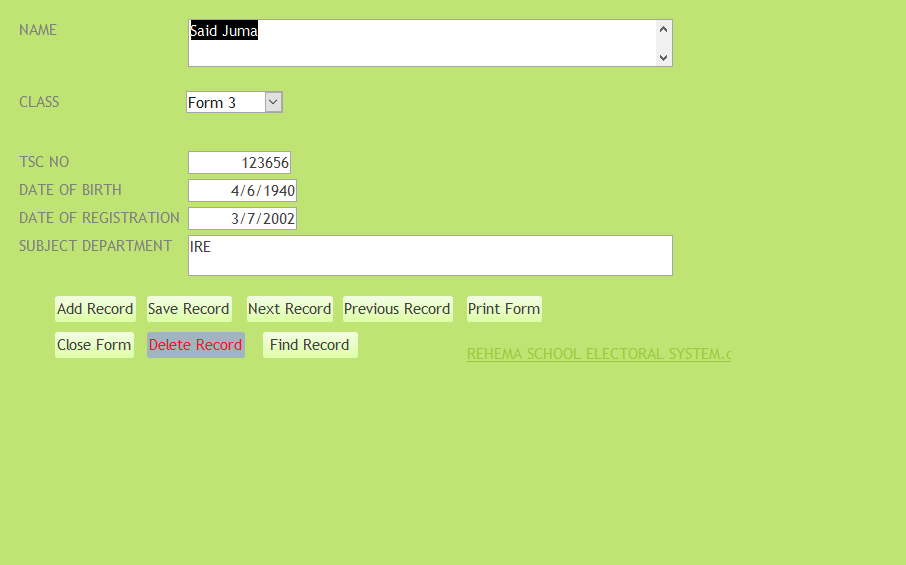 NAME Said Juma
CLASS Form 3
TSC NO 123656
DATE OF BIRTH 4/6/1940
DATE OF REGISTRATION 3/7/2002
SUBJECT DEPARTMENT IRE
Add Record Save Record Next Record Previous Record Print Form
Close Form Delete Record Find Record
REHEMA SCHOOL ELECTORAL SYSTEM.